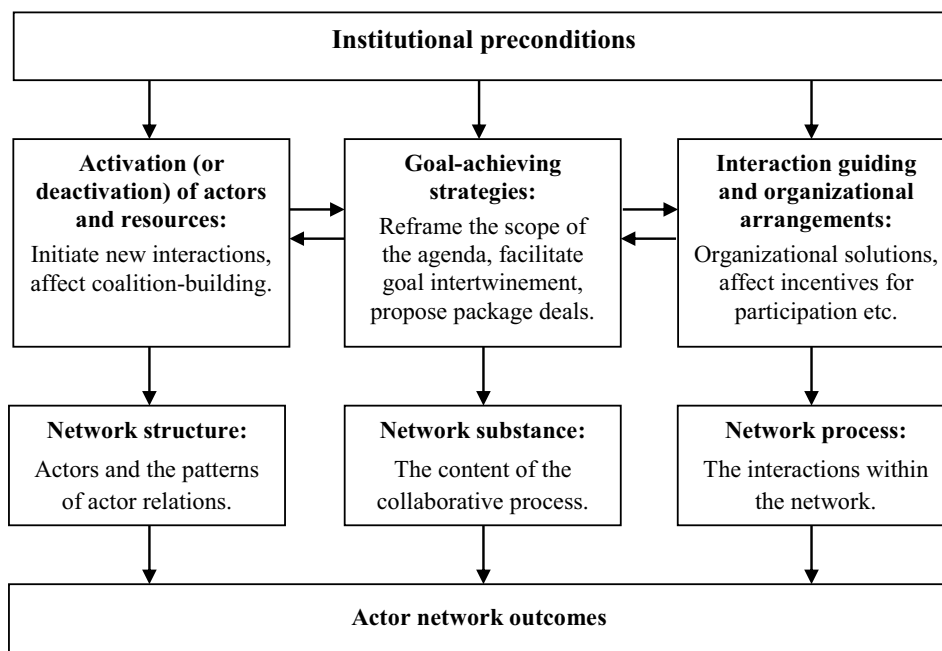 Institutional preconditions
Activation (or
deactivation) of actors
and resources:
Initiate new interactions,
affect coalition-building.
Goal-achieving
strategies:
Reframe the scope of
the agenda, facilitate
goal intertwinement,
propose package deals.
Interaction guiding
and organizational
arrangements:
Organizational solutions,
affect incentives for
participation etc.
Network structure:
Actors and the patterns
of actor relations.
Network substance:
The content of the
collaborative process.
Network process:
The interactions within
the network.
Actor network outcomes